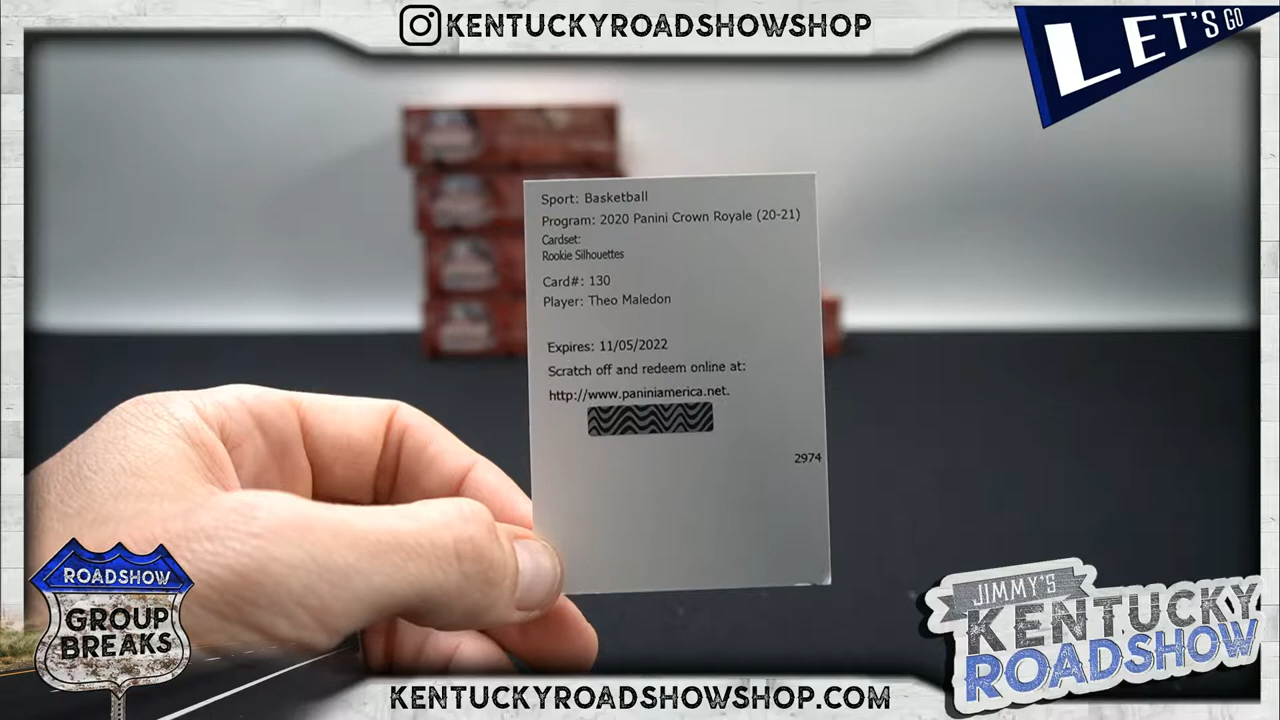 KENTUCKYROADSHOWSHOP
LET'S GO
Sport: Basketball
Program: 2020 Panini Crown Royale (20-21)
Cardset:
Rookie Silhouettes
Card#: 130
Player: Theo Maledon
Expires: 11/05/2022
Scratch off and redeem online at:
http://www.paniniamerica.net.
2974
ROADSHOW
GROUP
BREAKS
JIMMY'S
KENTUCKY
ROADSHOW
KENTUCKYROADSHOWSHOP.COM